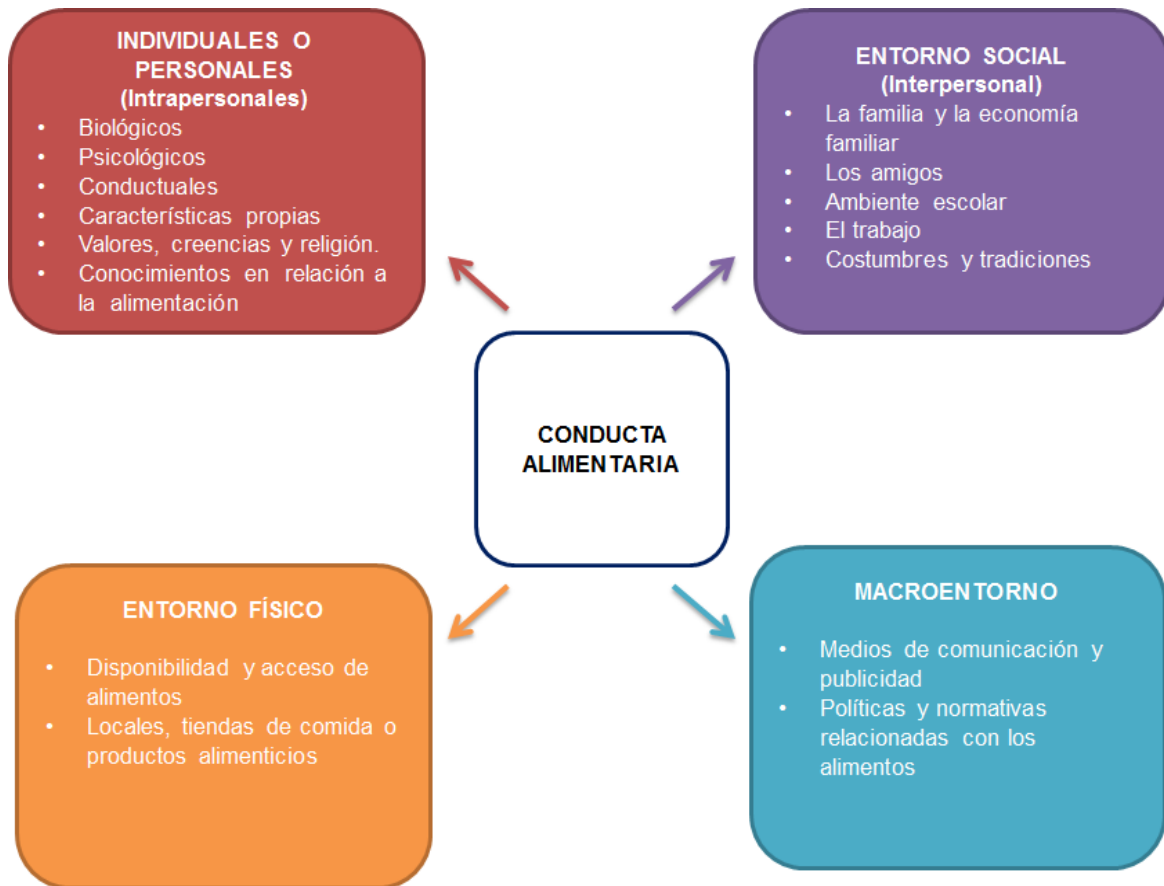 INDIVIDUALES O
PERSONALES
(Intrapersonales)
• Biológicos
• Psicológicos
• Conductuales
• Características propias
• Valores, creencias y religión.
• Conocimientos en relación a
la alimentación
ENTORNO SOCIAL
(Interpersonal)
• La familia y la economía
familiar
• Los amigos
• Ambiente escolar
• El trabajo
• Costumbres y tradiciones
CONDUCTA
ALIMENTARIA
ENTORNO FÍSICO
• Disponibilidad y acceso de
alimentos
• Locales, tiendas de comida o
productos alimenticios
MACROENTORNO
• Medios de comunicación y
publicidad
• Políticas y normativas
relacionadas con los
alimentos